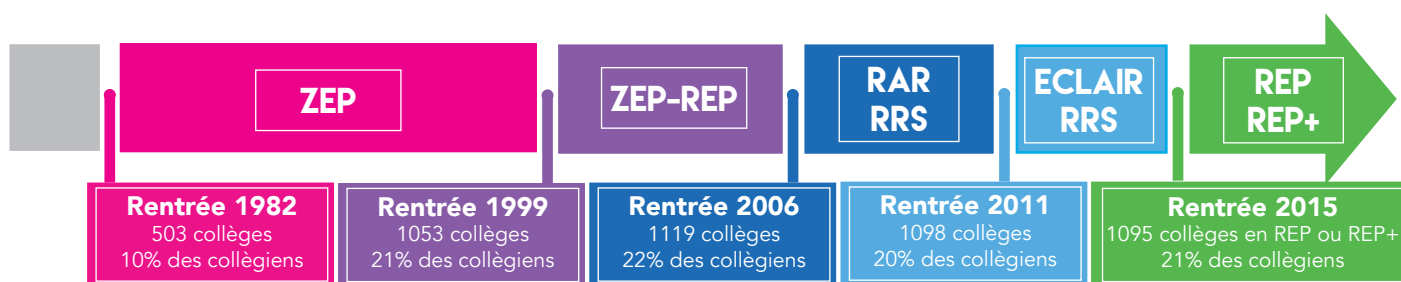 ZEP
ZEP-REP
RAR
RRS
ECLAIR
RRS
REP
REP+
Rentrée 1982
503 collèges
10% des collègiens
Rentrée 1999
1053 collèges
21% des collègiens
Rentrée 2006
1119 collèges
22% des collègiens
Rentrée 2011
1098 collèges
20% des collègiens
Rentrée 2015
1095 collèges en REP ou REP+
21% des collègiens